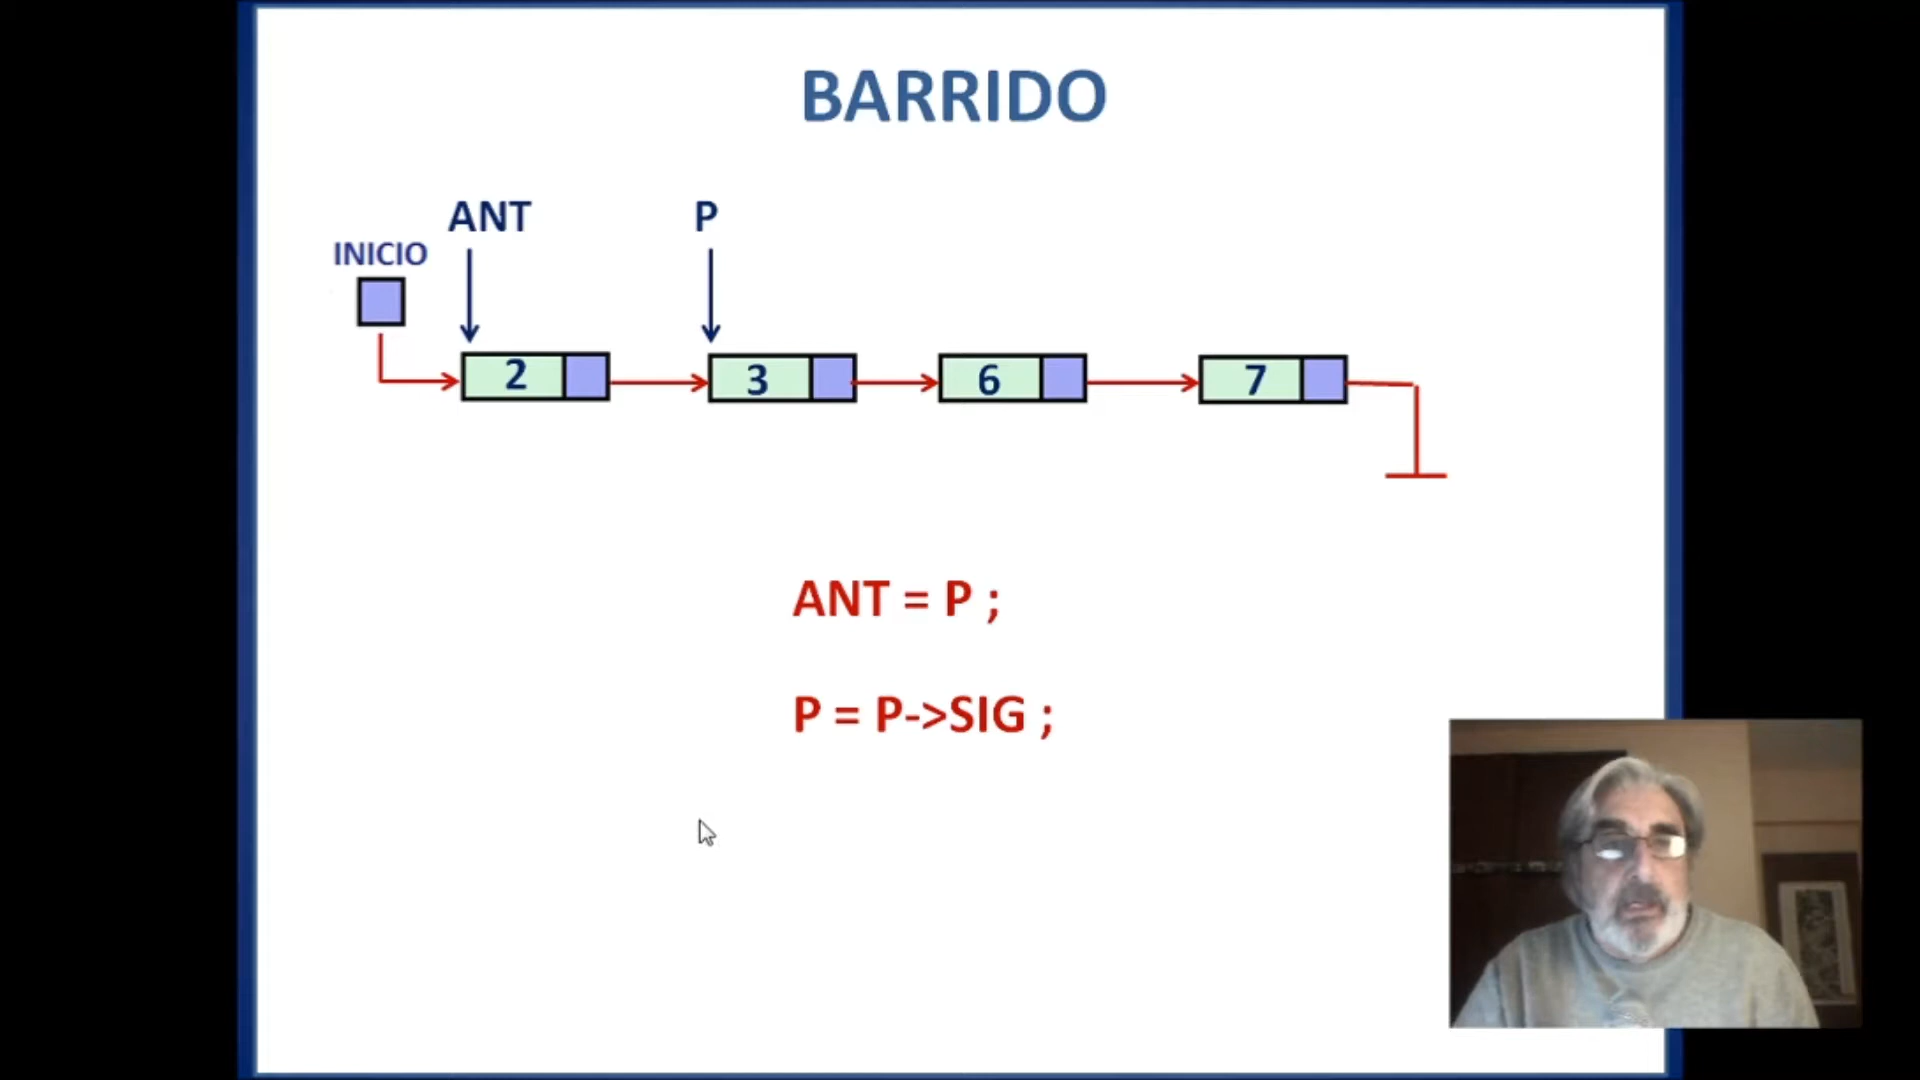 BARRIDO
ANT P
INICIO
2 3 6 7
ANT = P ;
P = P->SIG ;